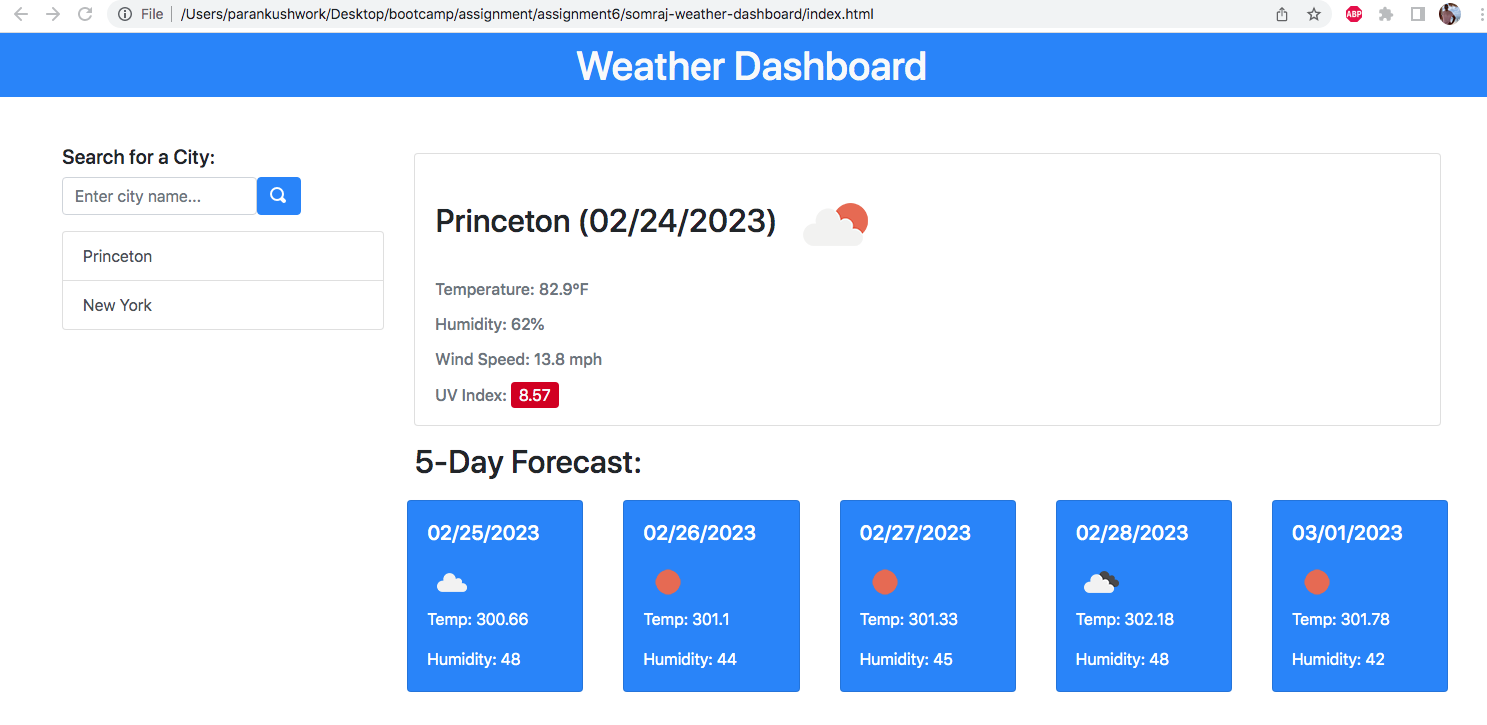 File
/Users/parankushwork/Desktop/bootcamp/assignment/assignment6/somraj-weather-dashboard/index.html
ABP
Weather Dashboard
Search for a City:
Enter city name...
Princeton
New York
Princeton (02/24/2023)
Temperature: 82.9°F
Humidity: 62%
Wind Speed: 13.8 mph
UV Index: 8.57
5-Day Forecast:
02/25/2023
Temp: 300.66
Humidity: 48
02/26/2023
Temp: 301.1
Humidity: 44
02/27/2023
Temp: 301.33
Humidity: 45
02/28/2023
Temp: 302.18
Humidity: 48
03/01/2023
Temp: 301.78
Humidity: 42